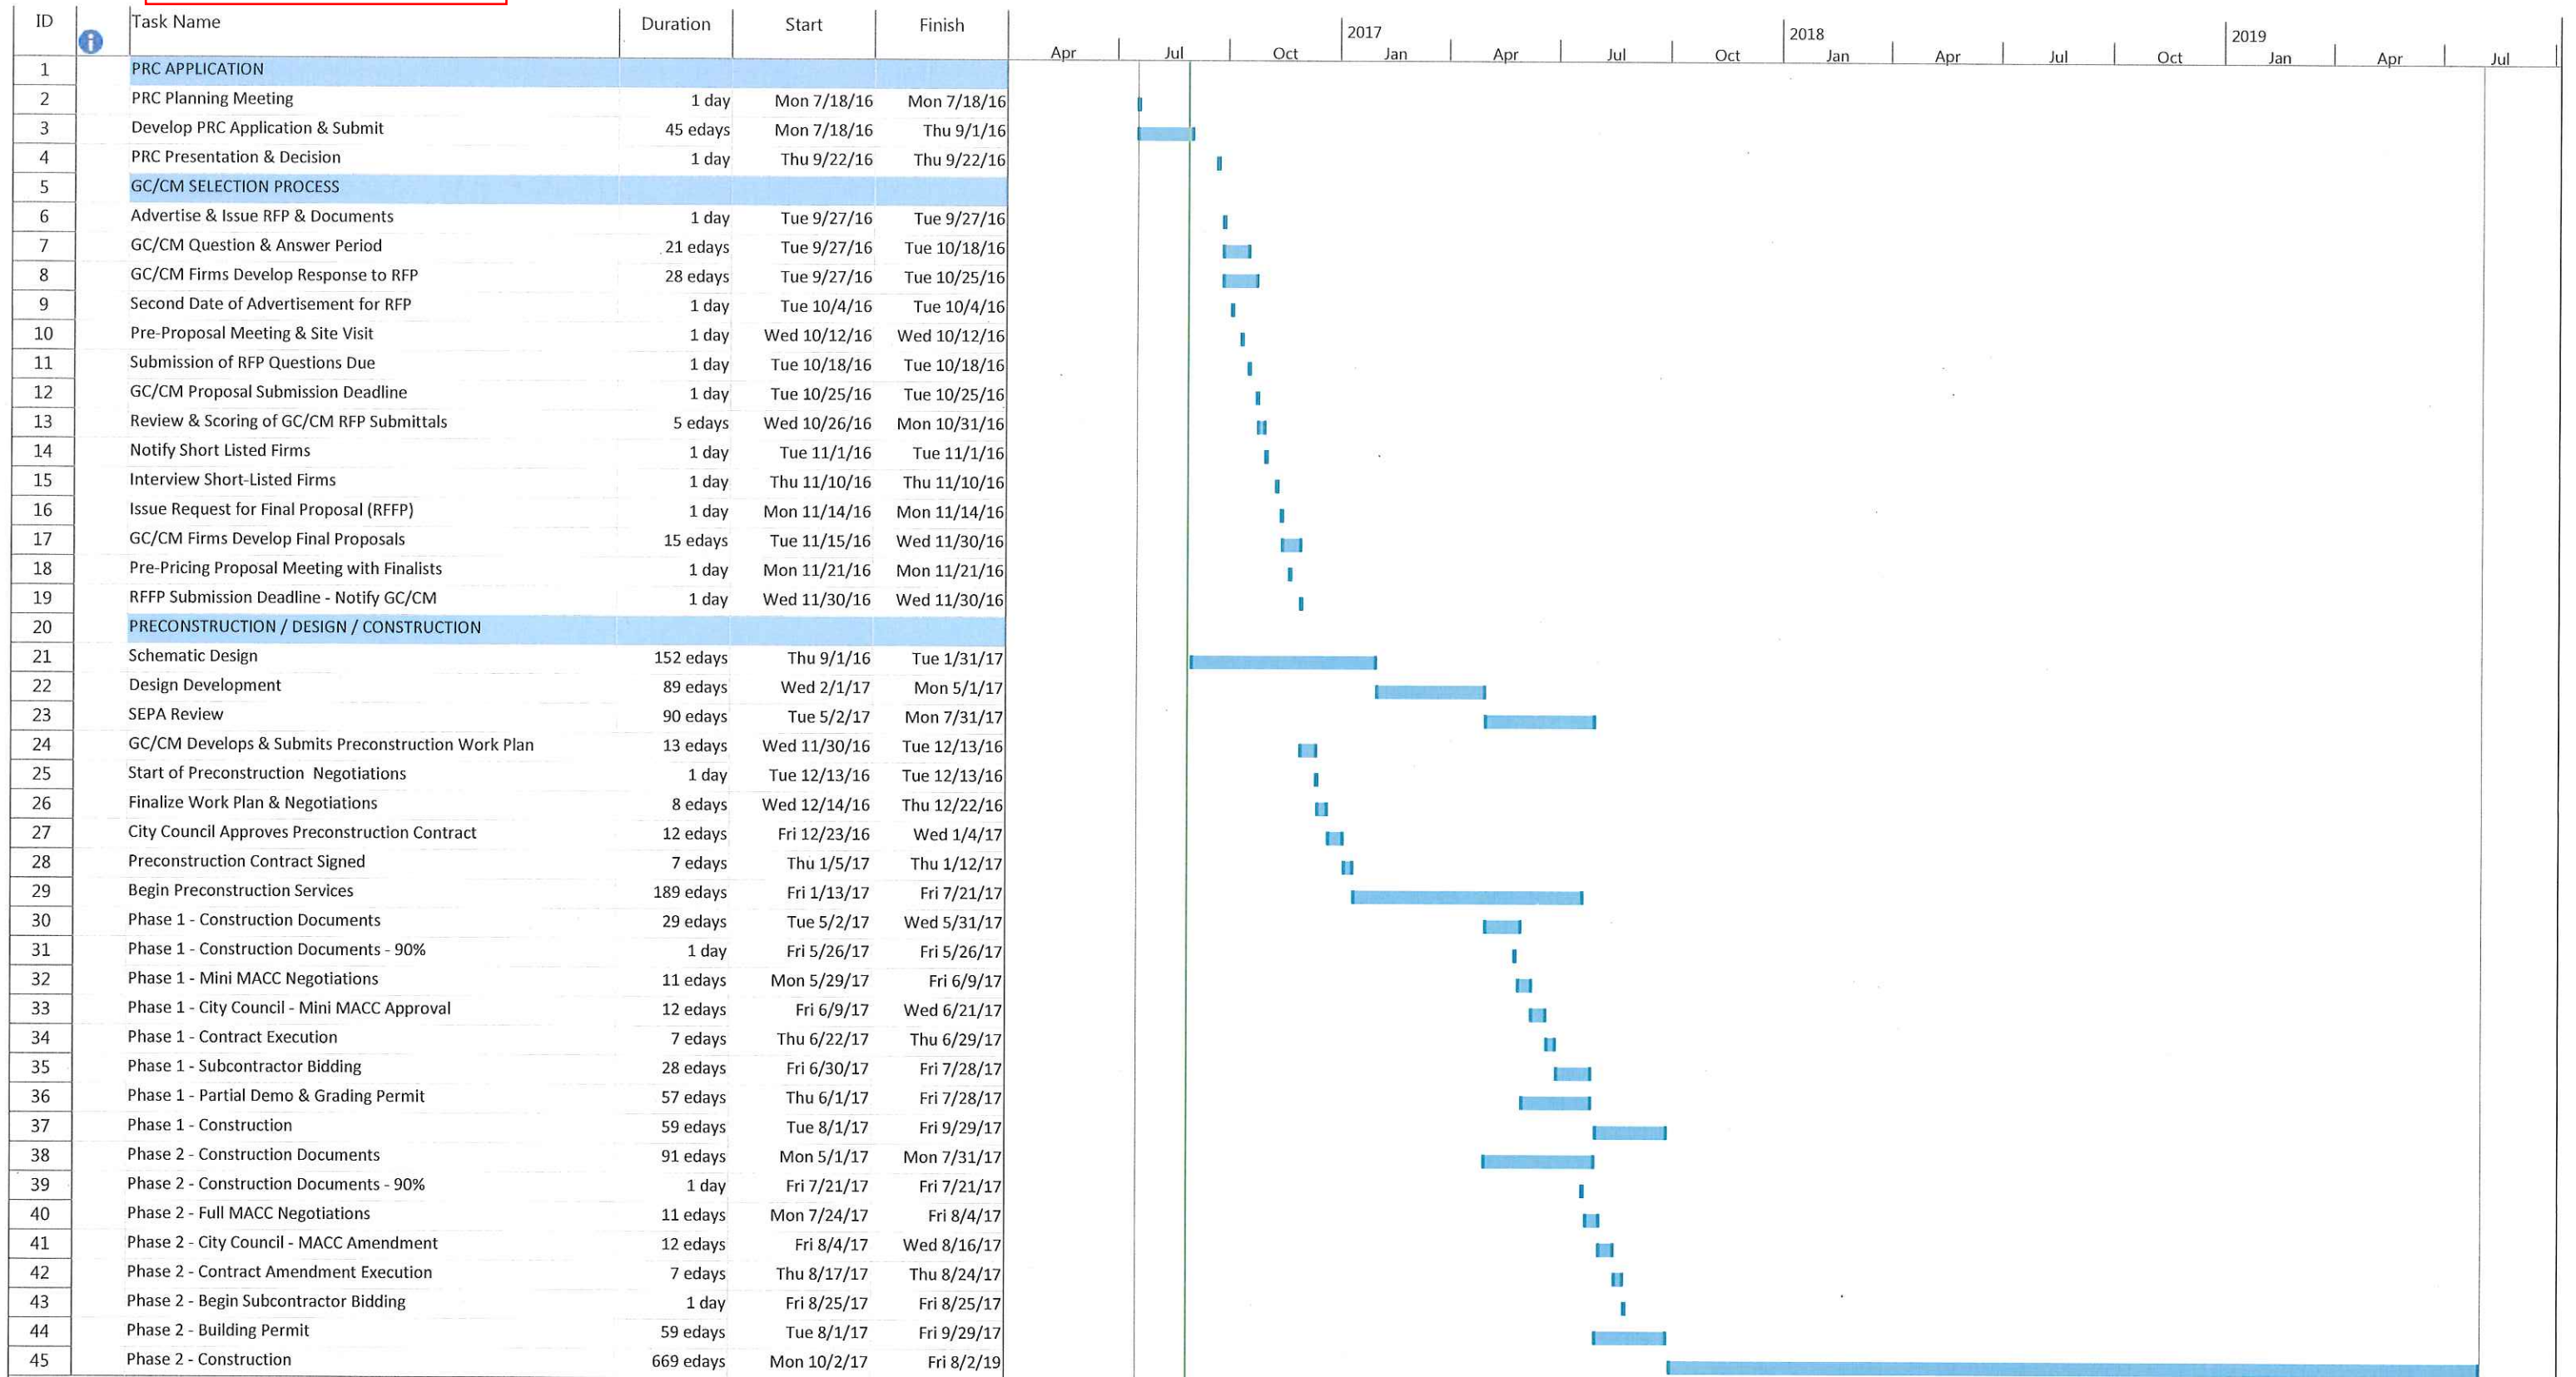 ID Task Name Duration Start Finish 2017 2018 2019
Apr Jul Oct Jan Apr Jul Oct Jan Apr Jul Oct Jan Apr Jul
1 PRC APPLICATION
2 PRC Planning Meeting 1 day Mon 7/18/16 Mon 7/18/16
3 Develop PRC Application & Submit 45 edays Mon 7/18/16 Thu 9/1/16
4 PRC Presentation & Decision 1 day Thu 9/22/16 Thu 9/22/16
5 GC/CM SELECTION PROCESS
6 Advertise & Issue RFP & Documents 1 day Tue 9/27/16 Tue 9/27/16
7 GC/CM Question & Answer Period 21 edays Tue 9/27/16 Tue 10/18/16
8 GC/CM Firms Develop Response to RFP 28 edays Tue 9/27/16 Tue 10/25/16
9 Second Date of Advertisement for RFP 1 day Tue 10/4/16 Tue 10/4/16
10 Pre-Proposal Meeting & Site Visit 1 day Wed 10/12/16 Wed 10/12/16
11 Submission of RFP Questions Due 1 day Tue 10/18/16 Tue 10/18/16
12 GC/CM Proposal Submission Deadline 1 day Tue 10/25/16 Tue 10/25/16
13 Review & Scoring of GC/CM RFP Submittals 5 edays Wed 10/26/16 Mon 10/31/16
14 Notify Short Listed Firms 1 day Tue 11/1/16 Tue 11/1/16
15 Interview Short-Listed Firms 1 day Thu 11/10/16 Thu 11/10/16
16 Issue Request for Final Proposal (RFFP) 1 day Mon 11/14/16 Mon 11/14/16
17 GC/CM Firms Develop Final Proposals 15 edays Tue 11/15/16 Wed 11/30/16
18 Pre-Pricing Proposal Meeting with Finalists 1 day Mon 11/21/16 Mon 11/21/16
19 RFFP Submission Deadline - Notify GC/CM 1 day Wed 11/30/16 Wed 11/30/16
20 PRECONSTRUCTION / DESIGN / CONSTRUCTION
21 Schematic Design 152 edays Thu 9/1/16 Tue 1/31/17
22 Design Development 89 edays Wed 2/1/17 Mon 5/1/17
23 SEPA Review 90 edays Tue 5/2/17 Mon 7/31/17
24 GC/CM Develops & Submits Preconstruction Work Plan 13 edays Wed 11/30/16 Tue 12/13/16
25 Start of Preconstruction Negotiations 1 day Tue 12/13/16 Tue 12/13/16
26 Finalize Work Plan & Negotiations 8 edays Wed 12/14/16 Thu 12/22/16
27 City Council Approves Preconstruction Contract 12 edays Fri 12/23/16 Wed 1/4/17
28 Preconstruction Contract Signed 7 edays Thu 1/5/17 Thu 1/12/17
29 Begin Preconstruction Services 189 edays Fri 1/13/17 Fri 7/21/17
30 Phase 1 - Construction Documents 29 edays Tue 5/2/17 Wed 5/31/17
31 Phase 1 - Construction Documents - 90% 1 day Fri 5/26/17 Fri 5/26/17
32 Phase 1 - Mini MACC Negotiations 11 edays Mon 5/29/17 Fri 6/9/17
33 Phase 1 - City Council - Mini MACC Approval 12 edays Fri 6/9/17 Wed 6/21/17
34 Phase 1 - Contract Execution 7 edays Thu 6/22/17 Thu 6/29/17
35 Phase 1 - Subcontractor Bidding 28 edays Fri 6/30/17 Fri 7/28/17
36 Phase 1 - Partial Demo & Grading Permit 57 edays Thu 6/1/17 Fri 7/28/17
37 Phase 1 - Construction 59 edays Tue 8/1/17 Fri 9/29/17
38 Phase 2 - Construction Documents 91 edays Mon 5/1/17 Mon 7/31/17
39 Phase 2 - Construction Documents - 90% 1 day Fri 7/21/17 Fri 7/21/17
40 Phase 2 - Full MACC Negotiations 11 edays Mon 7/24/17 Fri 8/4/17
41 Phase 2 - City Council - MACC Amendment 12 edays Fri 8/4/17 Wed 8/16/17
42 Phase 2 - Contract Amendment Execution 7 edays Thu 8/17/17 Thu 8/24/17
43 Phase 2 - Begin Subcontractor Bidding 1 day Fri 8/25/17 Fri 8/25/17
44 Phase 2 - Building Permit 59 edays Tue 8/1/17 Fri 9/29/17
45 Phase 2 - Construction 669 edays Mon 10/2/17 Fri 8/2/19